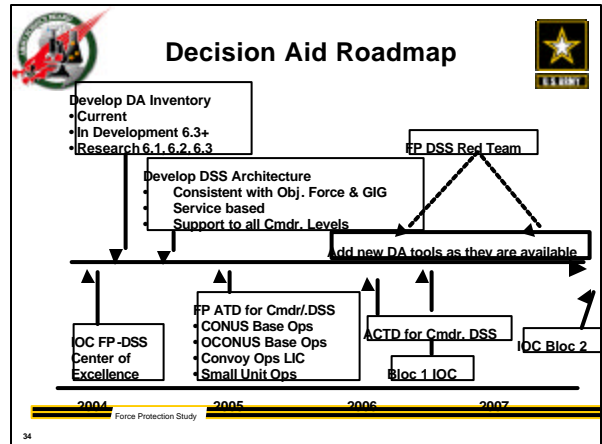 Decision Aid Roadmap
U.S. ARMY
Develop DA Inventory
•Current
•In Development 6.3+
•Research 6.1, 6.2, 6.3
FP DSS Red Team
Develop DSS Architecture
• Consistent with Obj. Force & GIG
• Service based
• Support to all Cmdr. Levels
Add new DA tools as they are available
IOC FP-DSS
Center of
Excellence
FP ATD for Cmdr/.DSS
•CONUS Base Ops
•OCONUS Base Ops
•Convoy Ops LIC
•Small Unit Ops
ACTD for Cmdr. DSS
Bloc 1 IOC
IOC Bloc 2
2004 2005 2006 2007
Force Protection Study
34